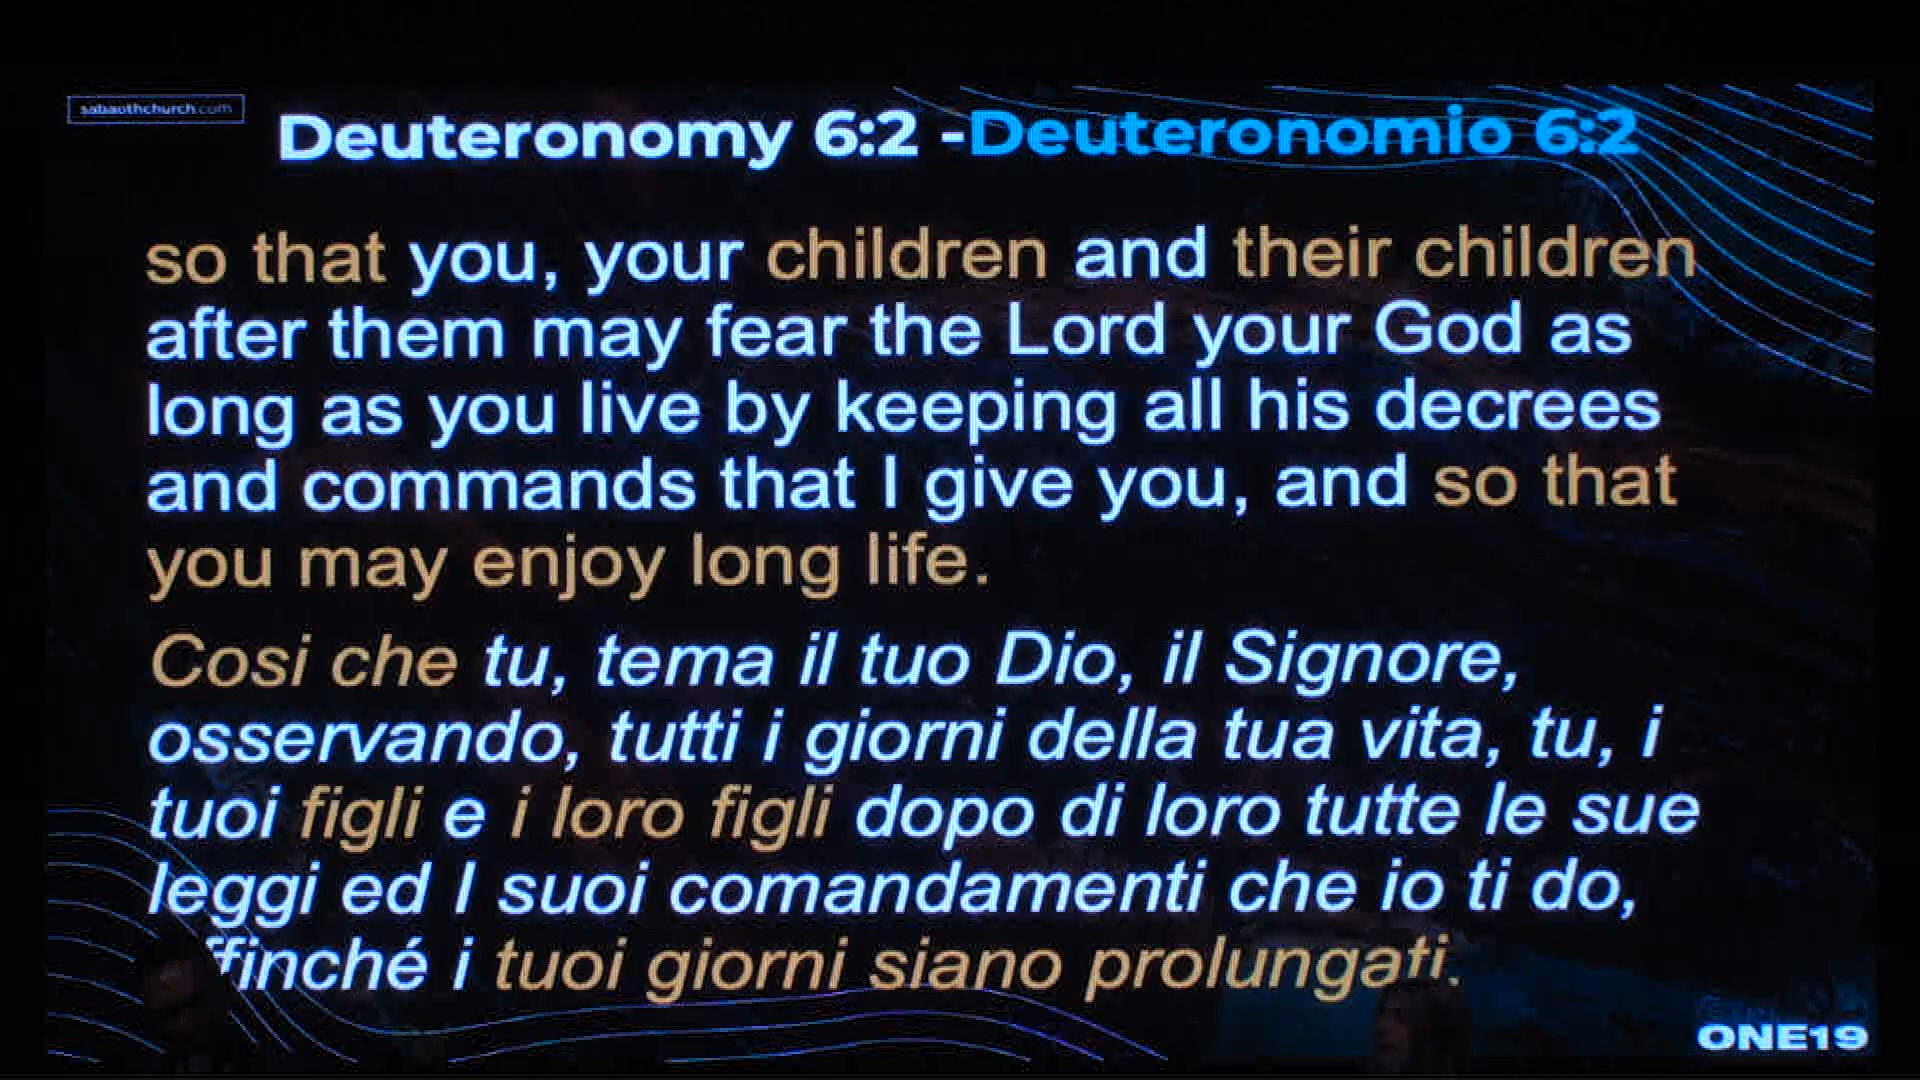 sabaothchurch.com
Deuteronomy 6:2 -Deuteronomio 6:2
so that you, your children and their children
after them may fear the Lord your God as
long as you live by keeping all his decrees
and commands that I give you, and so that
you may enjoy long life.
Cosi che tu, tema il tuo Dio, il Signore,
osservando, tutti i giorni della tua vita, tu, i
tuoi figli e i loro figli dopo di loro tutte le sue
leggi ed I suoi comandamenti che io ti do,
ffinché i tuoi giorni siano prolungati.
ONE19